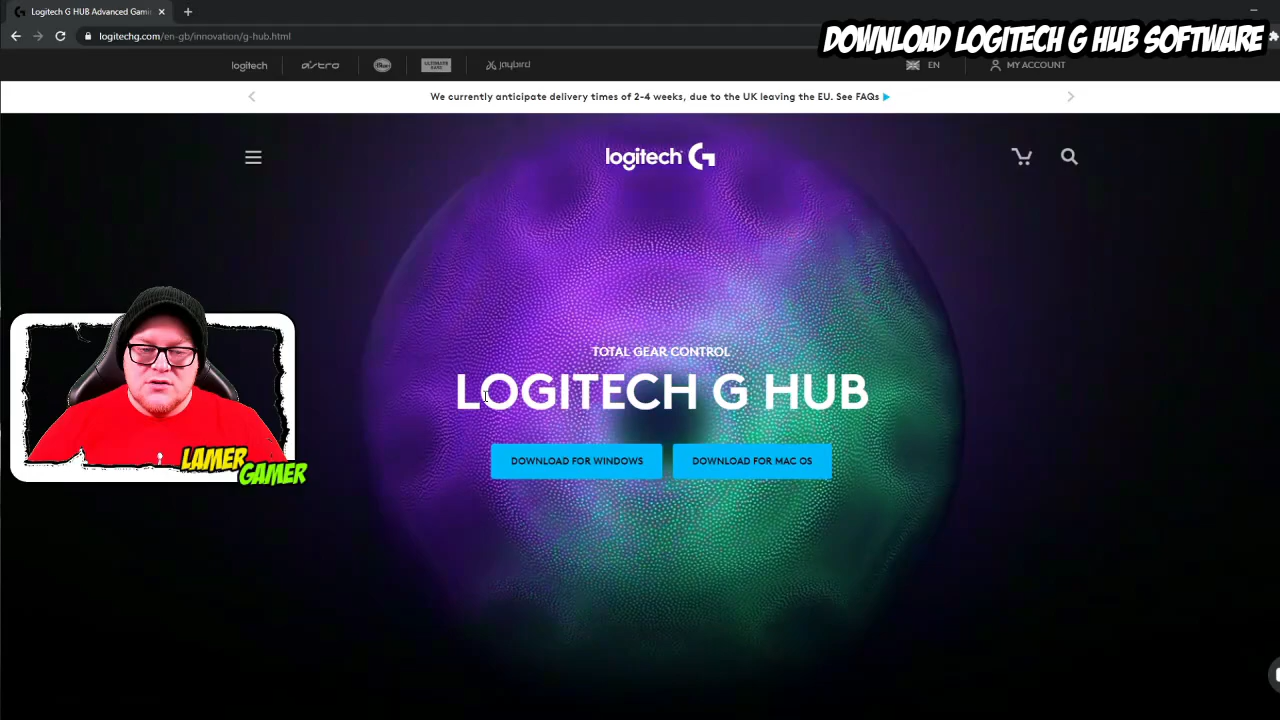 Logitech G HUB Advanced Gami
logitechg.com/en-gb/innovation/g-hub.html
DOWNLOAD LOGITECH G HUB SOFTWARE
logitech
ASTRO
ULTIMATE EARS
jaybird
EN
MY ACCOUNT
We currently anticipate delivery times of 2-4 weeks, due to the UK leaving the EU. See FAQs
logitech G
TOTAL GEAR CONTROL
LOGITECH G HUB
DOWNLOAD FOR WINDOWS
DOWNLOAD FOR MAC OS
LAMER
GAMER